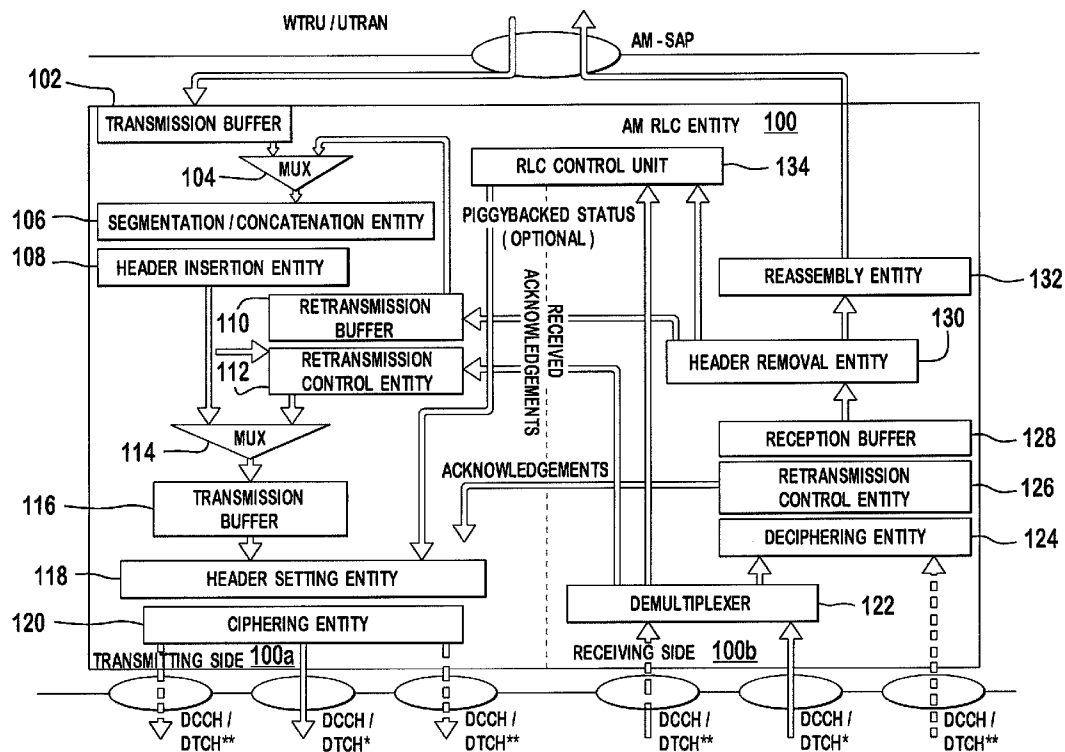 WTRU / UTRAN
AM - SAP
102
TRANSMISSION BUFFER
AM RLC ENTITY 100
104
MUX
RLC CONTROL UNIT
134
106
SEGMENTATION / CONCATENATION ENTITY
PIGGYBACKED STATUS
( OPTIONAL )
108
HEADER INSERTION ENTITY
REASSEMBLY ENTITY
132
110
RETRANSMISSION
BUFFER
RECEIVED
ACKNOWLEDGEMENTS
130
HEADER REMOVAL ENTITY
112
RETRANSMISSION
CONTROL ENTITY
114
MUX
RECEPTION BUFFER
128
ACKNOWLEDGEMENTS
RETRANSMISSION
CONTROL ENTITY
126
116
TRANSMISSION
BUFFER
DECIPHERING ENTITY
124
118
HEADER SETTING ENTITY
DEMULTIPLEXER
122
120
CIPHERING ENTITY
TRANSMITTING SIDE 100a
RECEIVING SIDE 100b
DCCH /
DTCH**
DCCH /
DTCH*
DCCH /
DTCH**
DCCH /
DTCH**
DCCH /
DTCH*
DCCH /
DTCH**